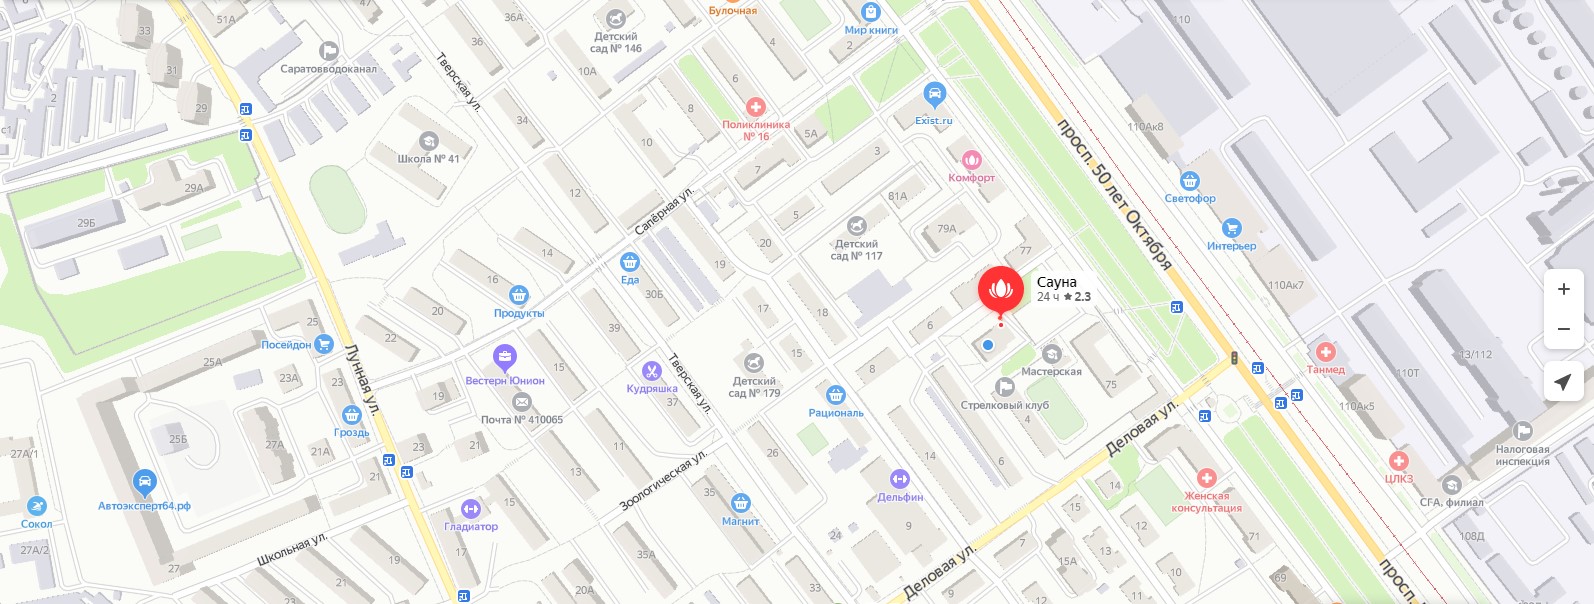 Булочная
51А
36А
36
Детский
сад № 146
Мир книги
2
4
110
Саратовводоканал
31
29
10А
6
8
Тверская ул.
34
Поликлиника
№ 16
5А
Exist.ru
110Ак8
просп. 50 лет Октября
с1
Школа № 41
10
7
3
Комфорт
29А
12
81А
Светофор
29Б
Сапёрная ул.
5
79А
Интерьер
14
20
Детский
сад № 117
77
16
Еда
19
30Б
Сауна
24 ч ★ 2.3
110Ак7
Продукты
20
22
39
17
18
6
Посейдон
25А
Лунная ул.
Вестерн Юнион
Тверская ул.
15
8
Мастерская
Танмед
13/112
110Т
23А
23
19
Кудряшка
37
Детский
сад № 179
Рациональ
Стрелковый клуб
4
75
110Ак5
Гроздь
Почта № 410065
25Б
27А
21А
23
21
11
13
26
14
6
Деловая ул.
Налоговая
инспекция
27А/1
21
Зоологическая ул.
35
Дельфин
14
Женская
консультация
ЦЛК3
СГА, филиал
Автоэксперт64.рф
Сокол
15
Гладиатор
Магнит
9
12
24
71
108Д
27А/2
Школьная ул.
19
17
35А
7
15
13
10
27
21
20А
33
Деловая ул.
69
просп.